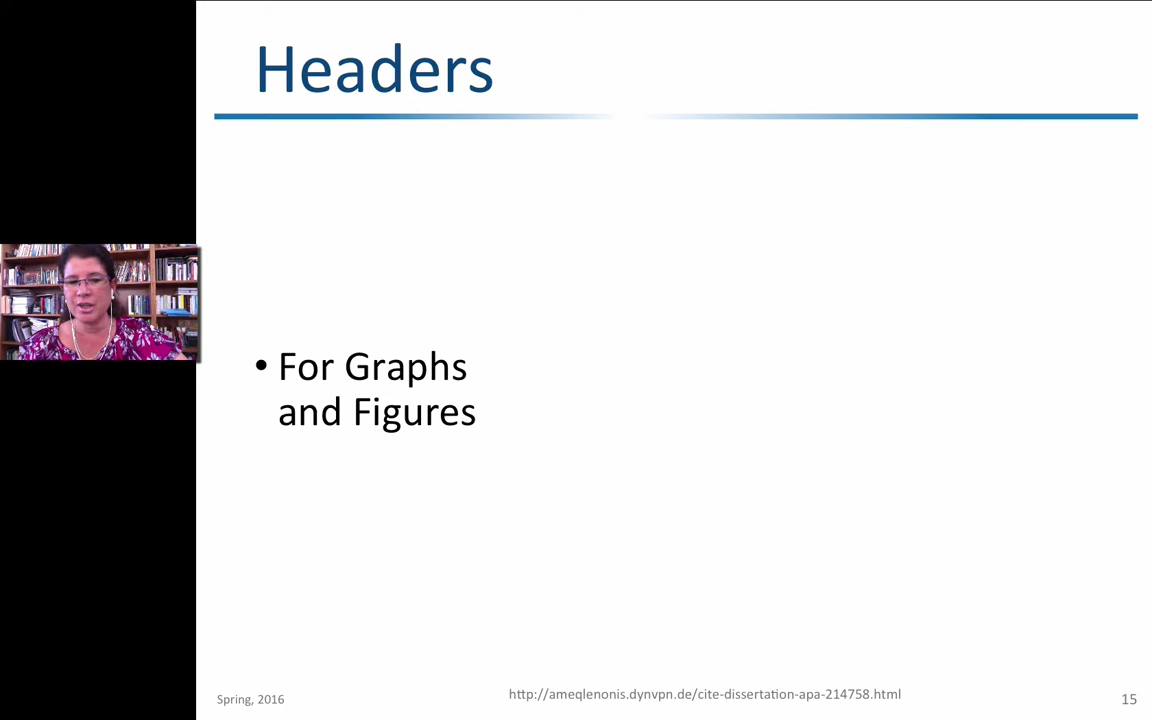 Headers
• For Graphs
and Figures
Spring, 2016
http://ameqlenonis.dynvpn.de/cite-dissertation-apa-214758.html
15